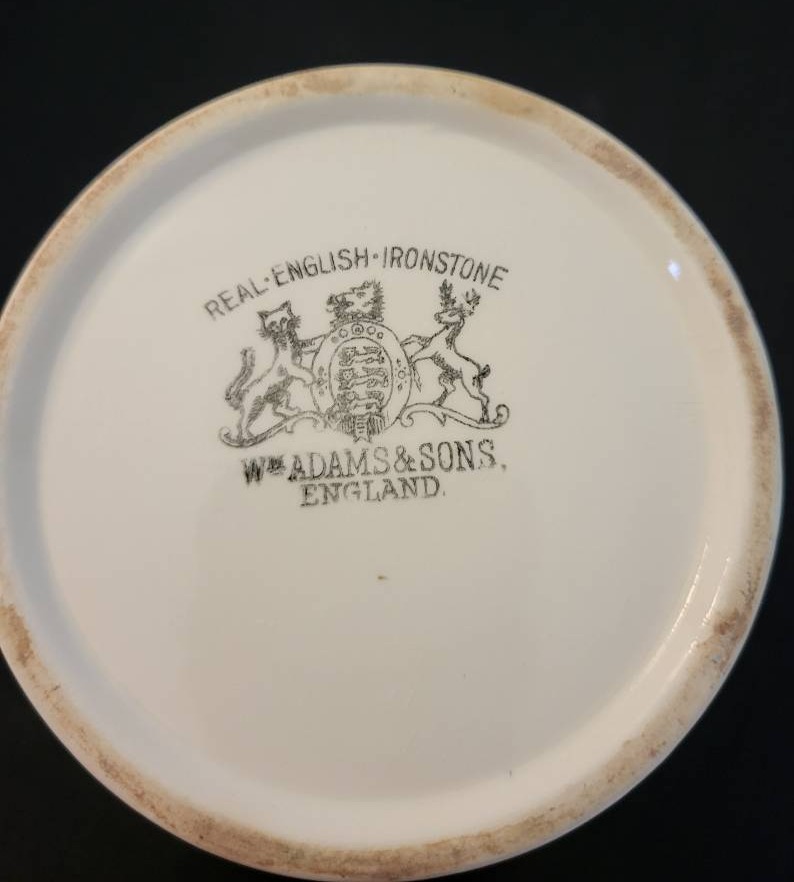 REAL·ENGLISH·IRONSTONE
Wᴹ ADAMS & SONS.
ENGLAND.